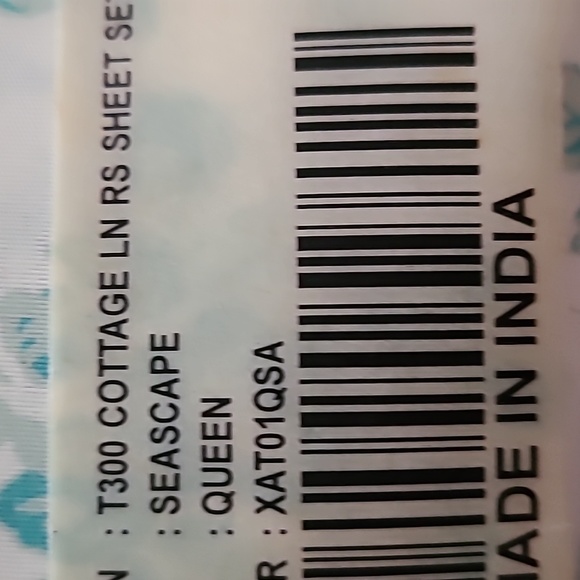 N : T300 COTTAGE LN RS SHEET SE
: SEASCAPE
: QUEEN
R : XAT01QSA
ADE IN INDIA